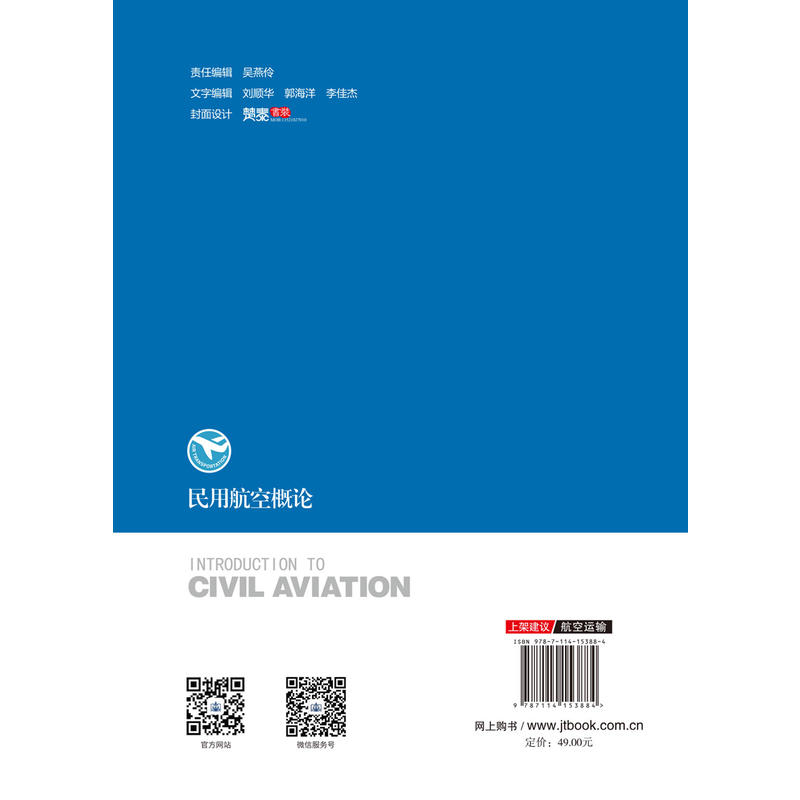 责任编辑 吴燕伶
文字编辑 刘顺华 郭海洋 李佳杰
封面设计 書装
AIR TRANSPORTATION
民用航空概论
INTRODUCTION TO
CIVIL AVIATION
上架建议 / 航空运输
ISBN 978-7-114-15388-4
9 787114 153884 >
网上购书 / www.jtbook.com.cn
定价: 49.00元
官方网站 微信服务号